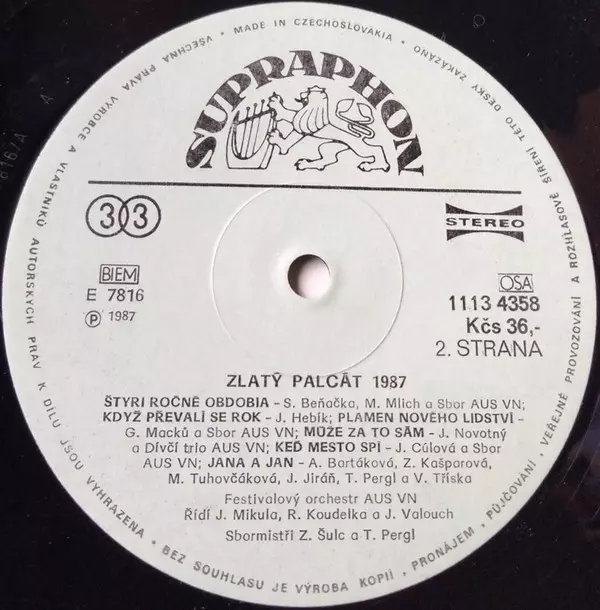 VŠECHNA PRÁVA VÝROBCE A VLASTNÍKŮ AUTORSKÝCH PRÁV K DÍLU JSOU VYHRAZENA • BEZ SOUHLASU JE VÝROBA KOPIÍ, PRONÁJEM, PŮJČOVÁNÍ, VEŘEJNÉ PROVOZOVÁNÍ A ROZHLASOVÉ ŠÍŘENÍ TÉTO DESKY ZAKÁZÁNO • MADE IN CZECHOSLOVAKIA •
SUPRAPHON
33
STEREO
BIEM
E 7816
Ⓟ 1987
OSA
1113 4358
Kčs 36,-
2. STRANA
ZLATÝ PALCÁT 1987
ŠTYRI ROČNÉ OBDOBIA – S. Beňačka, M. Mlich a Sbor AUS VN;
KDYŽ PŘEVALÍ SE ROK – J. Hebík; PLAMEN NOVÉHO LIDSTVÍ –
G. Macků a Sbor AUS VN; MŮŽE ZA TO SÁM – J. Novotný
a Dívčí trio AUS VN; KEĎ MESTO SPÍ – J. Cúlová a Sbor
AUS VN; JANA A JAN – A. Bartáková, Z. Kašparová,
M. Tuhovčáková, J. Jiráň, T. Pergl a V. Tříska
Festivalový orchestr AUS VN
Řídí J. Mikula, R. Koudelka a J. Valouch
Sbormistři Z. Šulc a T. Pergl